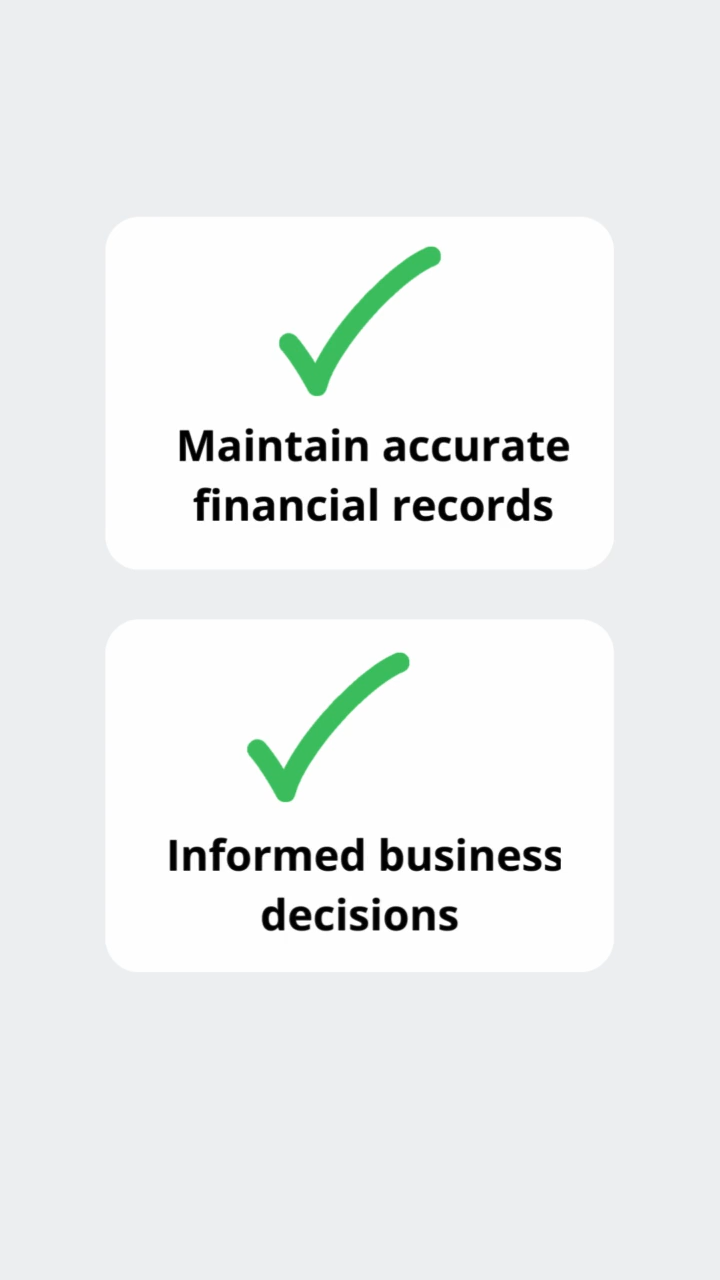 Maintain accurate
financial records
Informed business
decisions